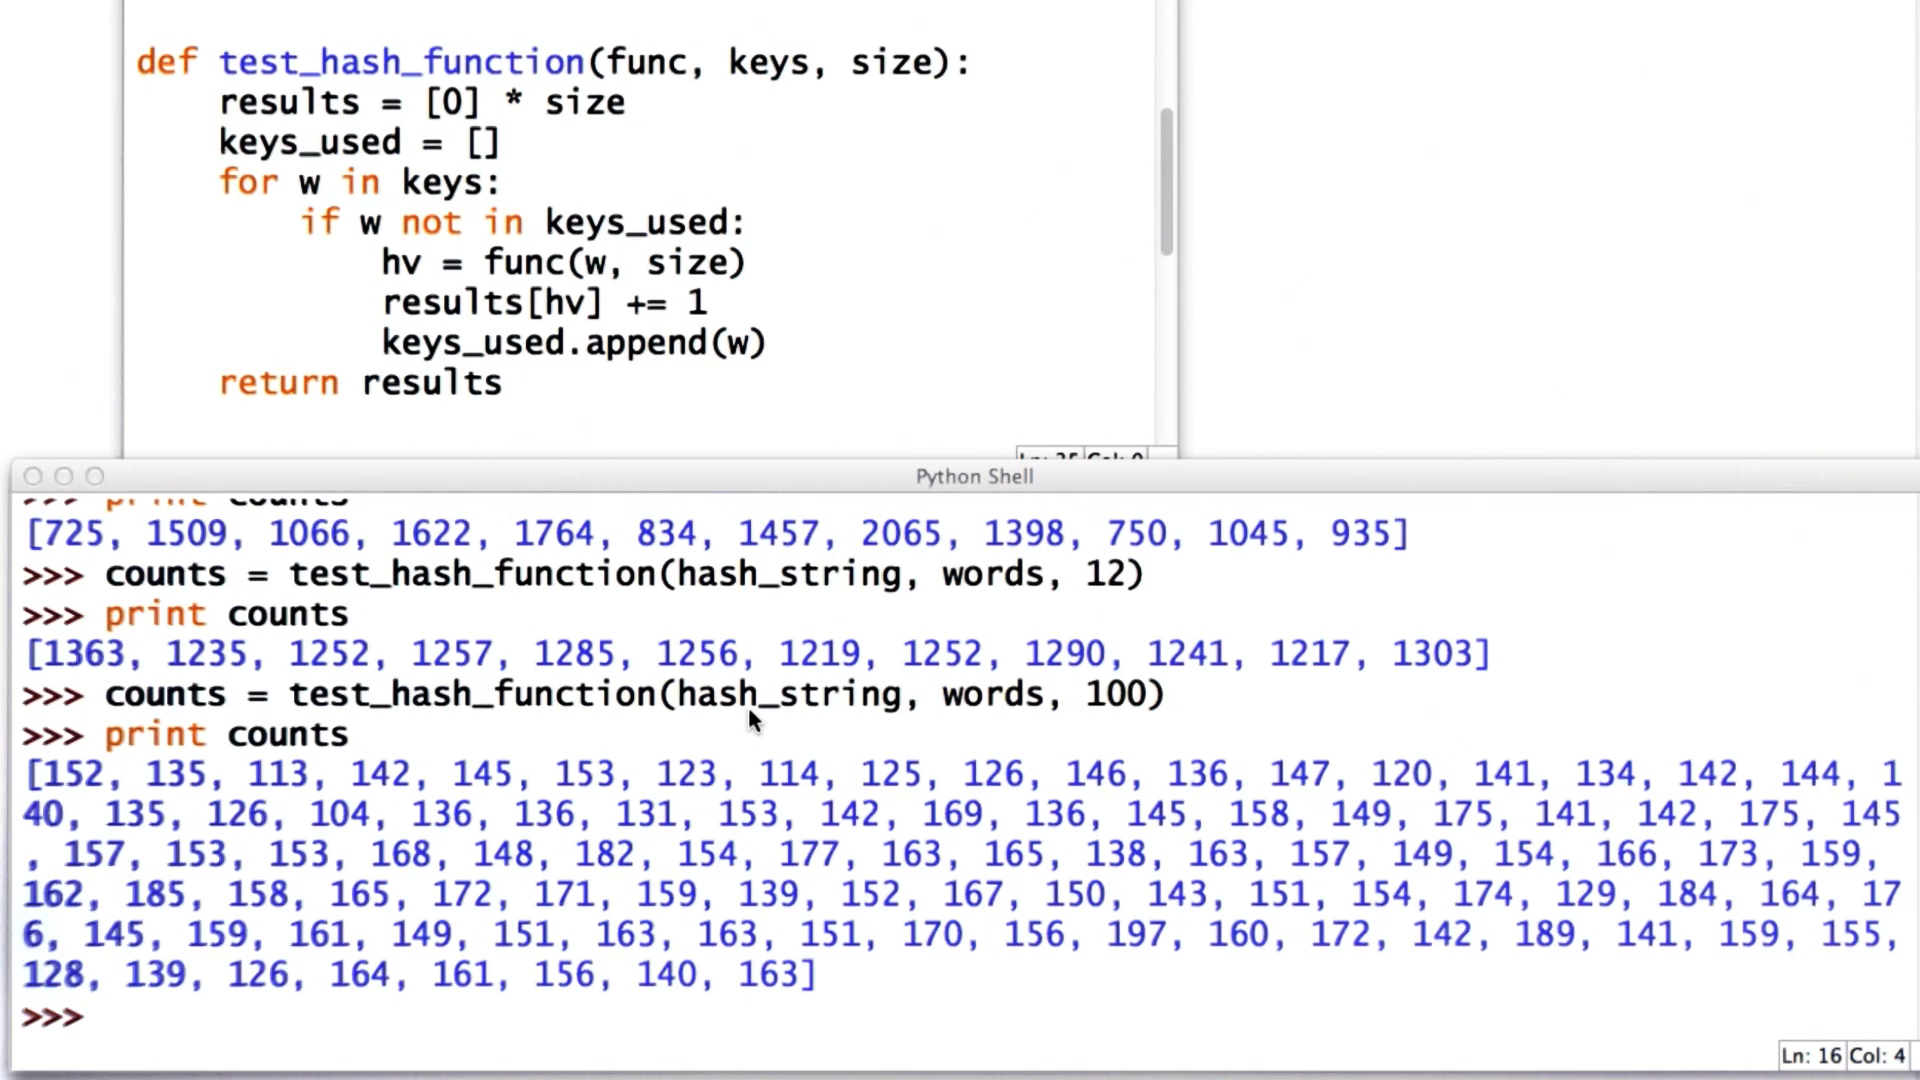 def test_hash_function(func, keys, size):
results = [0] * size
keys_used = []
for w in keys:
if w not in keys_used:
hv = func(w, size)
results[hv] += 1
keys_used.append(w)
return results
Ln: 35 Col: 0
Python Shell
>>> print counts
[725, 1509, 1066, 1622, 1764, 834, 1457, 2065, 1398, 750, 1045, 935]
>>> counts = test_hash_function(hash_string, words, 12)
>>> print counts
[1363, 1235, 1252, 1257, 1285, 1256, 1219, 1252, 1290, 1241, 1217, 1303]
>>> counts = test_hash_function(hash_string, words, 100)
>>> print counts
[152, 135, 113, 142, 145, 153, 123, 114, 125, 126, 146, 136, 147, 120, 141, 134, 142, 144, 1
40, 135, 126, 104, 136, 136, 131, 153, 142, 169, 136, 145, 158, 149, 175, 141, 142, 175, 145
, 157, 153, 153, 168, 148, 182, 154, 177, 163, 165, 138, 163, 157, 149, 154, 166, 173, 159,
162, 185, 158, 165, 172, 171, 159, 139, 152, 167, 150, 143, 151, 154, 174, 129, 184, 164, 17
6, 145, 159, 161, 149, 151, 163, 163, 151, 170, 156, 197, 160, 172, 142, 189, 141, 159, 155,
128, 139, 126, 164, 161, 156, 140, 163]
>>>
Ln: 16 Col: 4